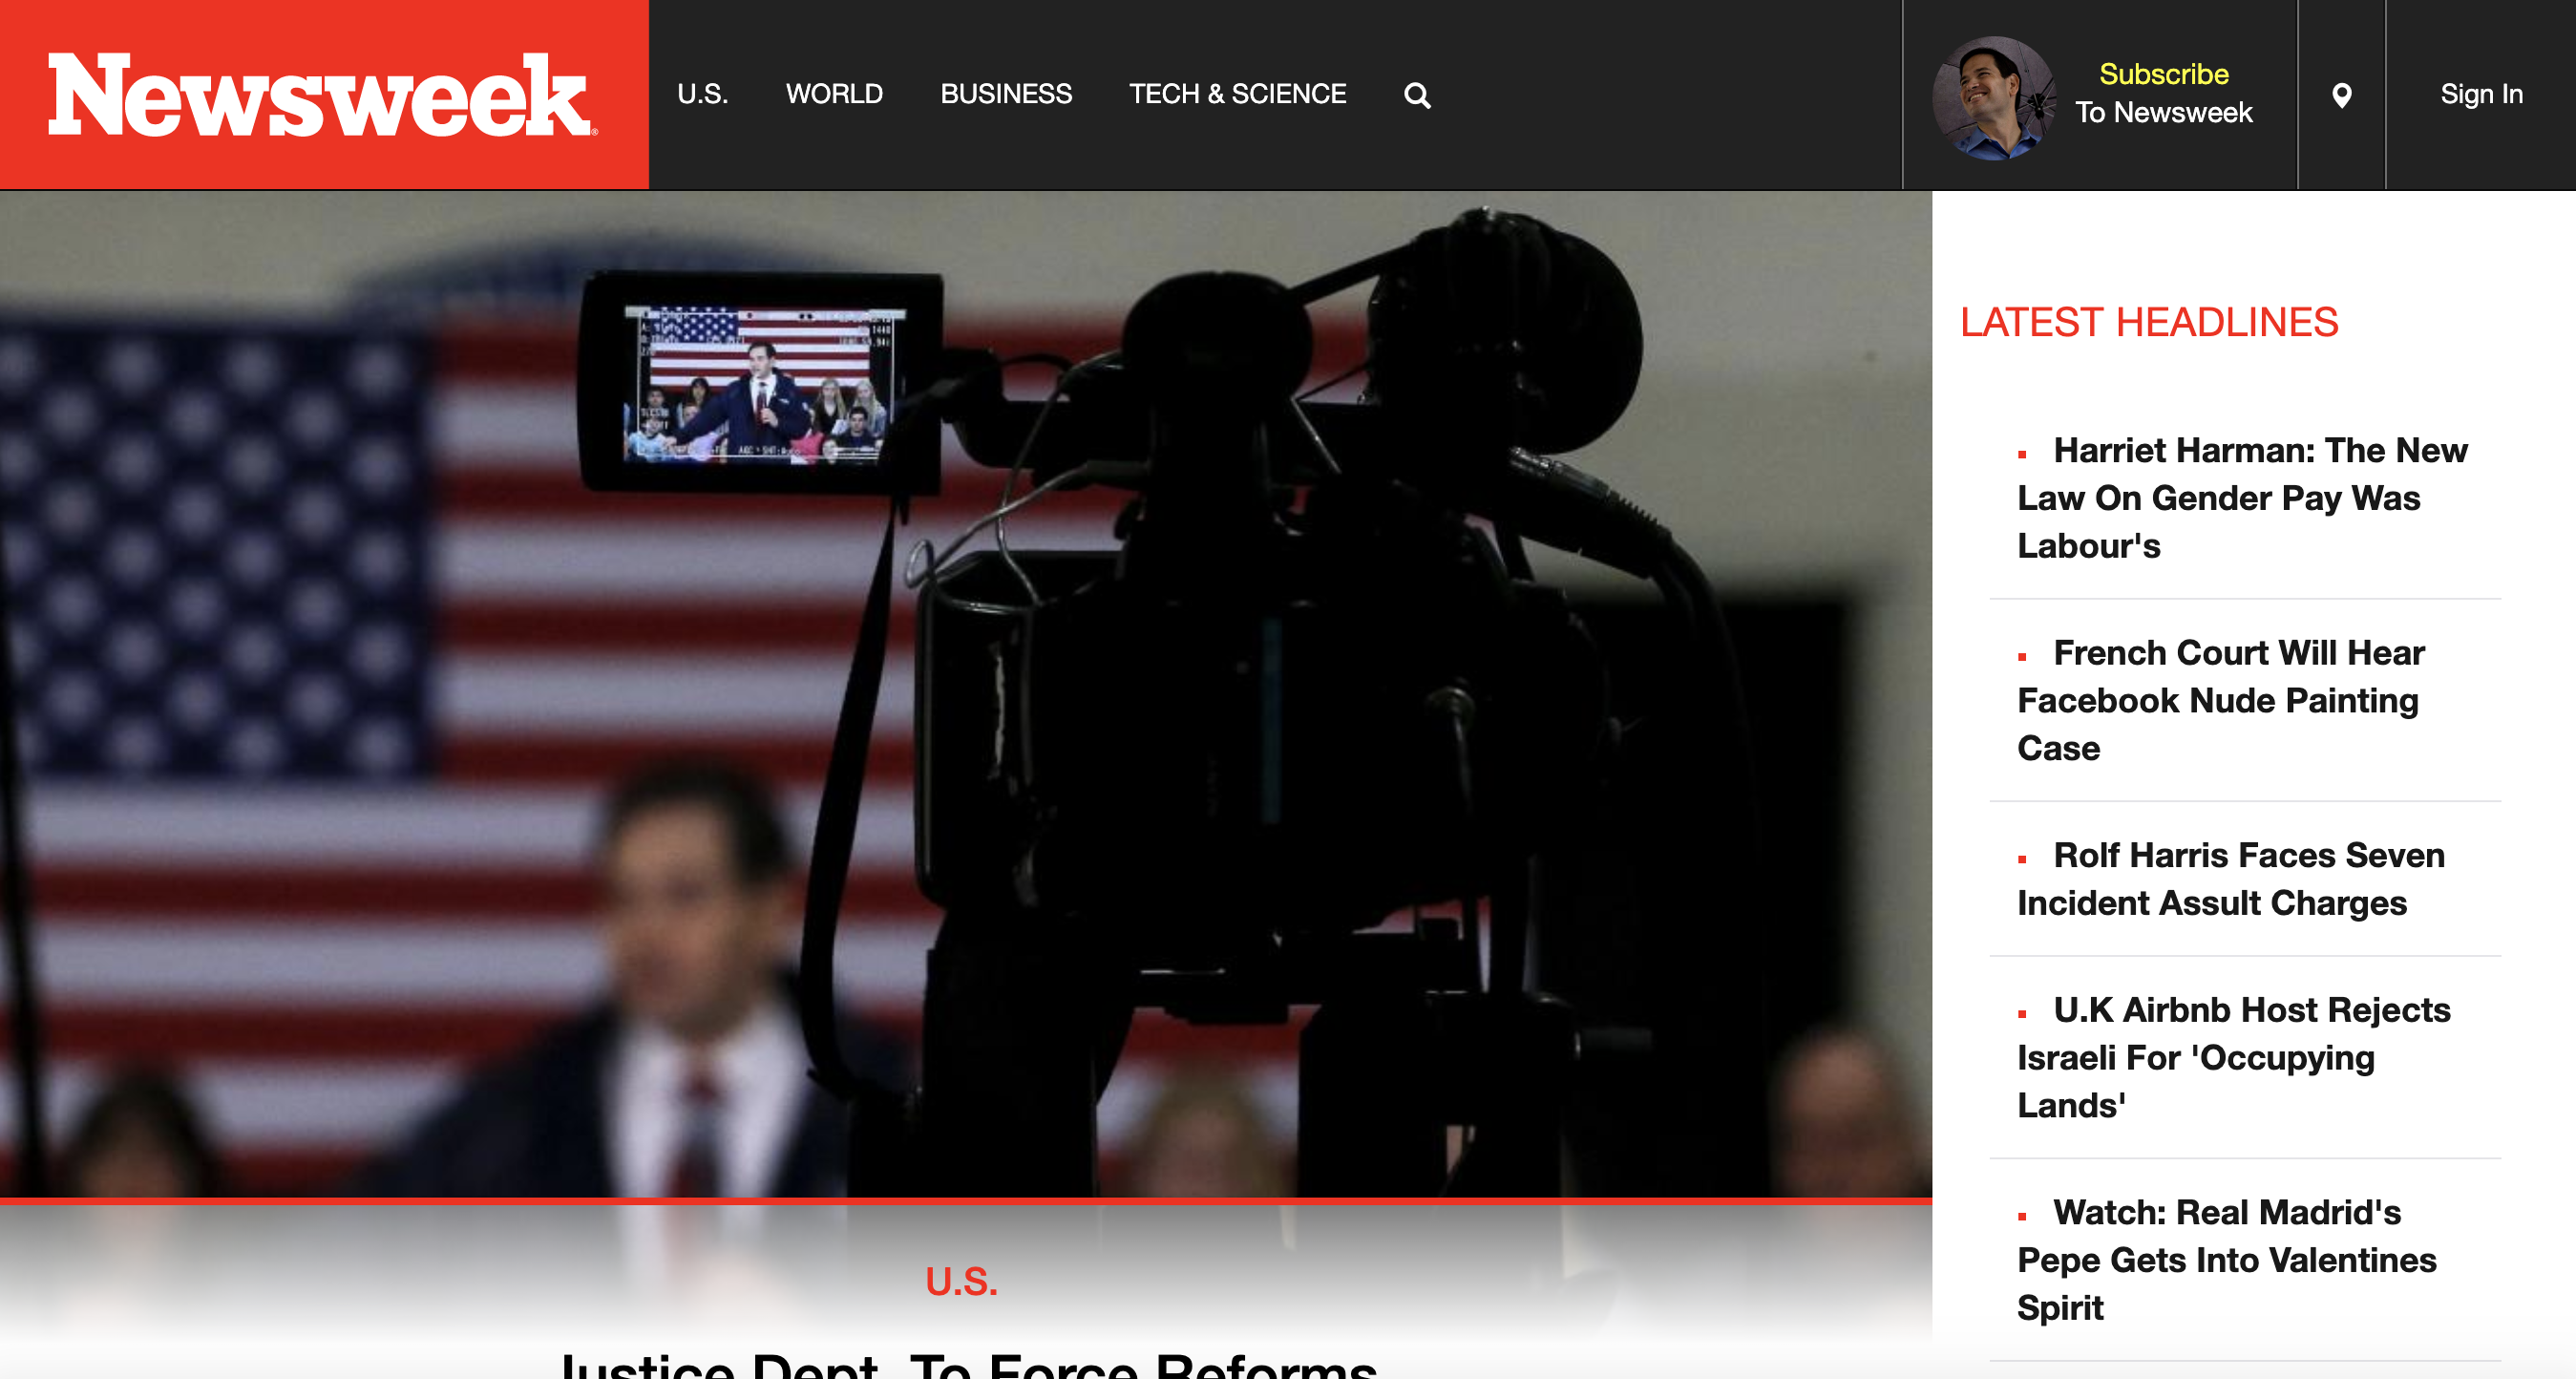 Newsweek
U.S.
WORLD
BUSINESS
TECH & SCIENCE
Subscribe
To Newsweek
Sign In
LATEST HEADLINES
Harriet Harman: The New
Law On Gender Pay Was
Labour's
French Court Will Hear
Facebook Nude Painting
Case
Rolf Harris Faces Seven
Incident Assult Charges
U.K Airbnb Host Rejects
Israeli For 'Occupying
Lands'
Watch: Real Madrid's
Pepe Gets Into Valentines
Spirit
U.S.
Justice Dept. To Force Reforms